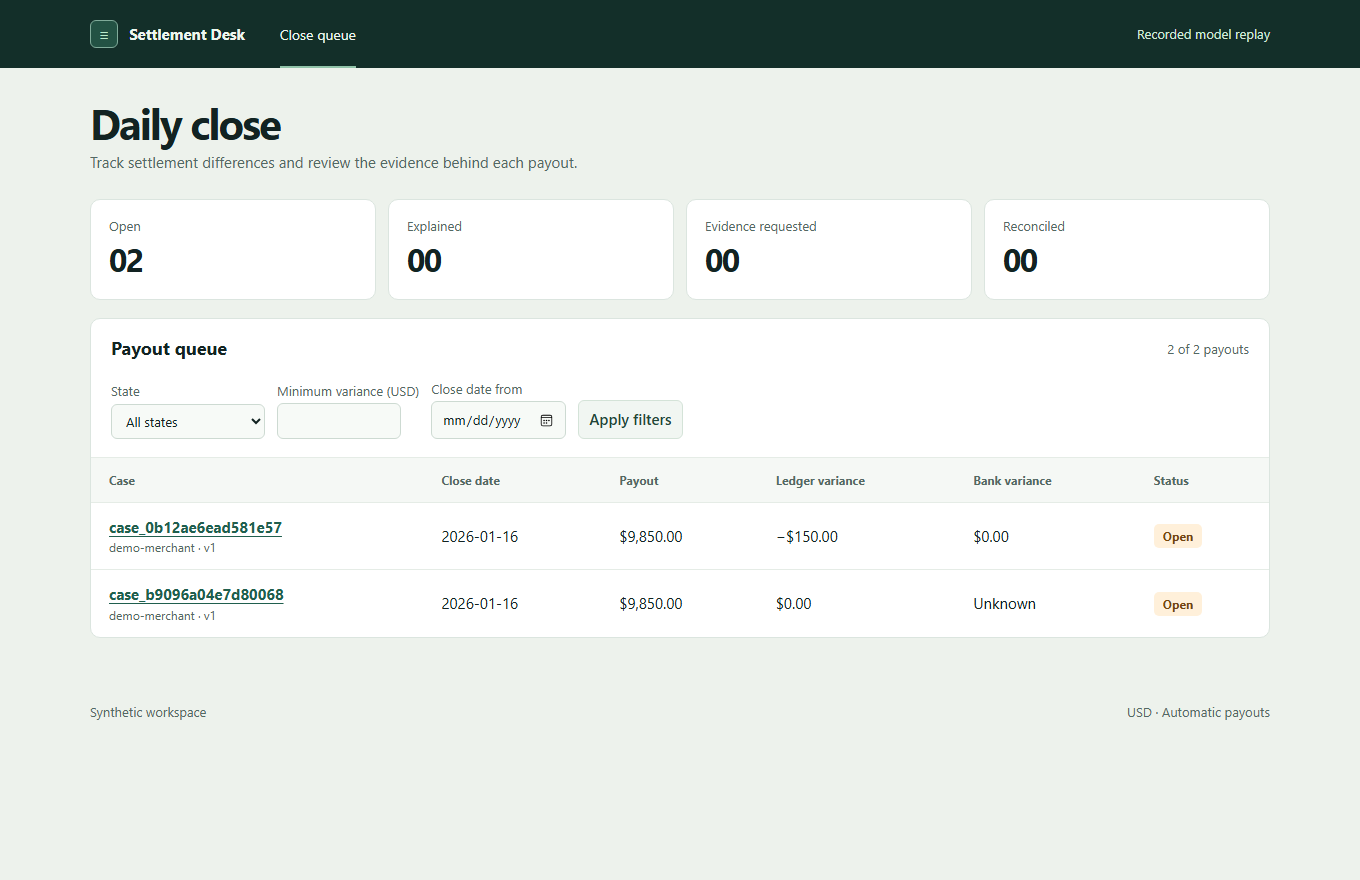 Settlement Desk Close queue Recorded model replay
Daily close
Track settlement differences and review the evidence behind each payout.
Open Explained Evidence requested Reconciled
02 00 00 00
Payout queue 2 of 2 payouts
State Minimum variance (USD) Close date from
All states mm/dd/yyyy Apply filters
Case Close date Payout Ledger variance Bank variance Status
case_0b12ae6ead581e57 2026-01-16 $9,850.00 −$150.00 $0.00 Open
demo-merchant · v1
case_b9096a04e7d80068 2026-01-16 $9,850.00 $0.00 Unknown Open
demo-merchant · v1
Synthetic workspace USD · Automatic payouts